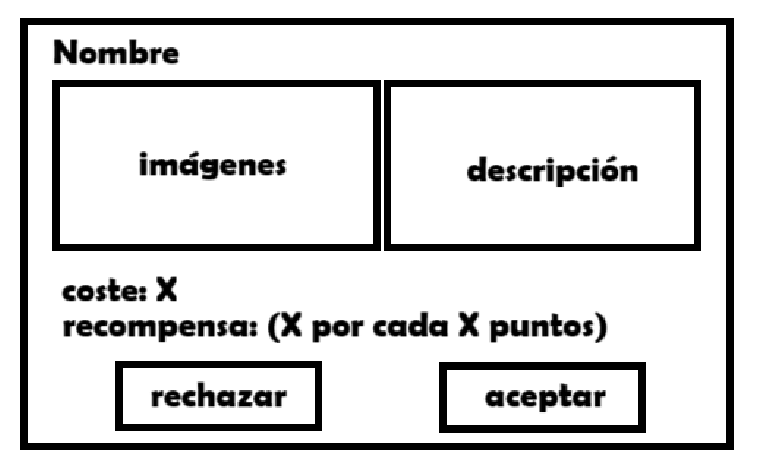 Nombre
imágenes
descripción
coste: X
recompensa: (X por cada X puntos)
rechazar
aceptar